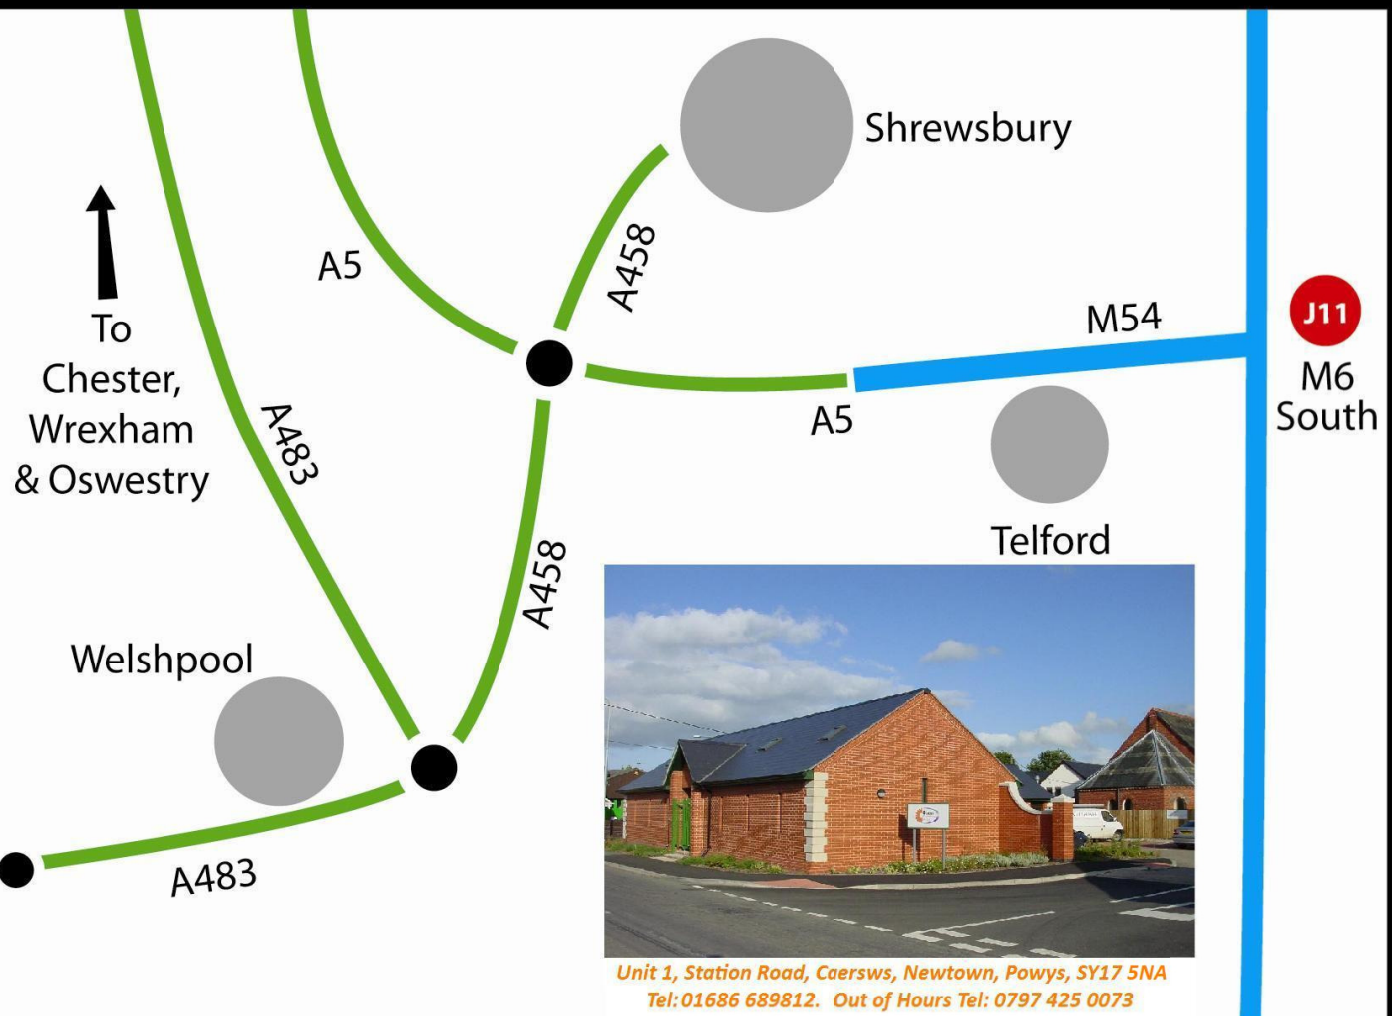 Shrewsbury
A5
A458
J11
M6
South
M54
To
Chester,
Wrexham
& Oswestry
A483
A5
Telford
A458
Welshpool
A483
Unit 1, Station Road, Caersws, Newtown, Powys, SY17 5NA
Tel: 01686 689812. Out of Hours Tel: 0797 425 0073